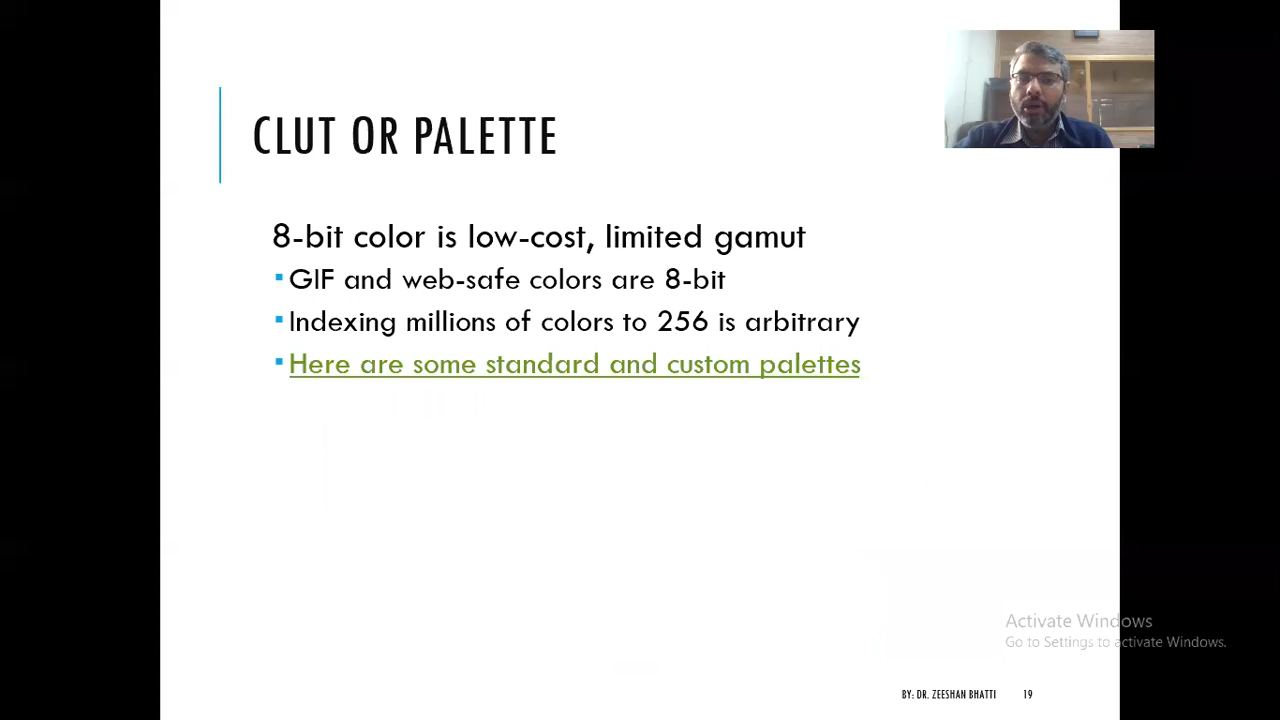 CLUT OR PALETTE
8-bit color is low-cost, limited gamut
GIF and web-safe colors are 8-bit
Indexing millions of colors to 256 is arbitrary
Here are some standard and custom palettes
Activate Windows
Go to Settings to activate Windows.
BY: DR. ZEESHAN BHATTI 19